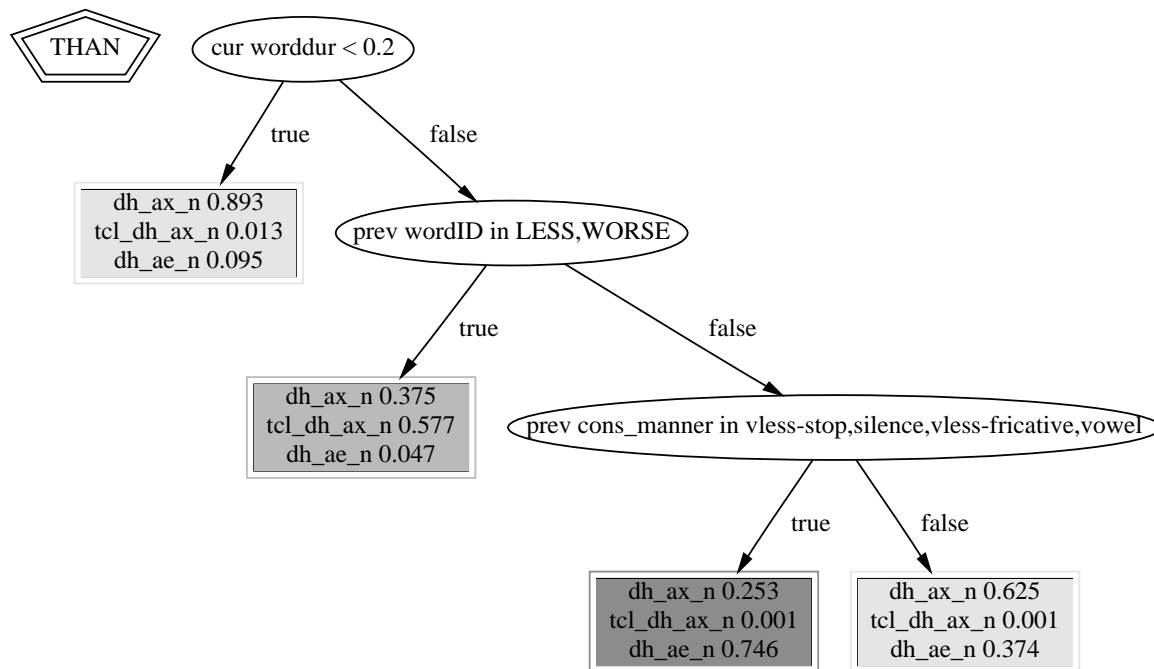 THAN
cur worddur < 0.2
true
false
dh_ax_n 0.893
tcl_dh_ax_n 0.013
dh_ae_n 0.095
prev wordID in LESS,WORSE
true
false
dh_ax_n 0.375
tcl_dh_ax_n 0.577
dh_ae_n 0.047
prev cons_manner in vless-stop,silence,vless-fricative,vowel
true
false
dh_ax_n 0.253
tcl_dh_ax_n 0.001
dh_ae_n 0.746
dh_ax_n 0.625
tcl_dh_ax_n 0.001
dh_ae_n 0.374